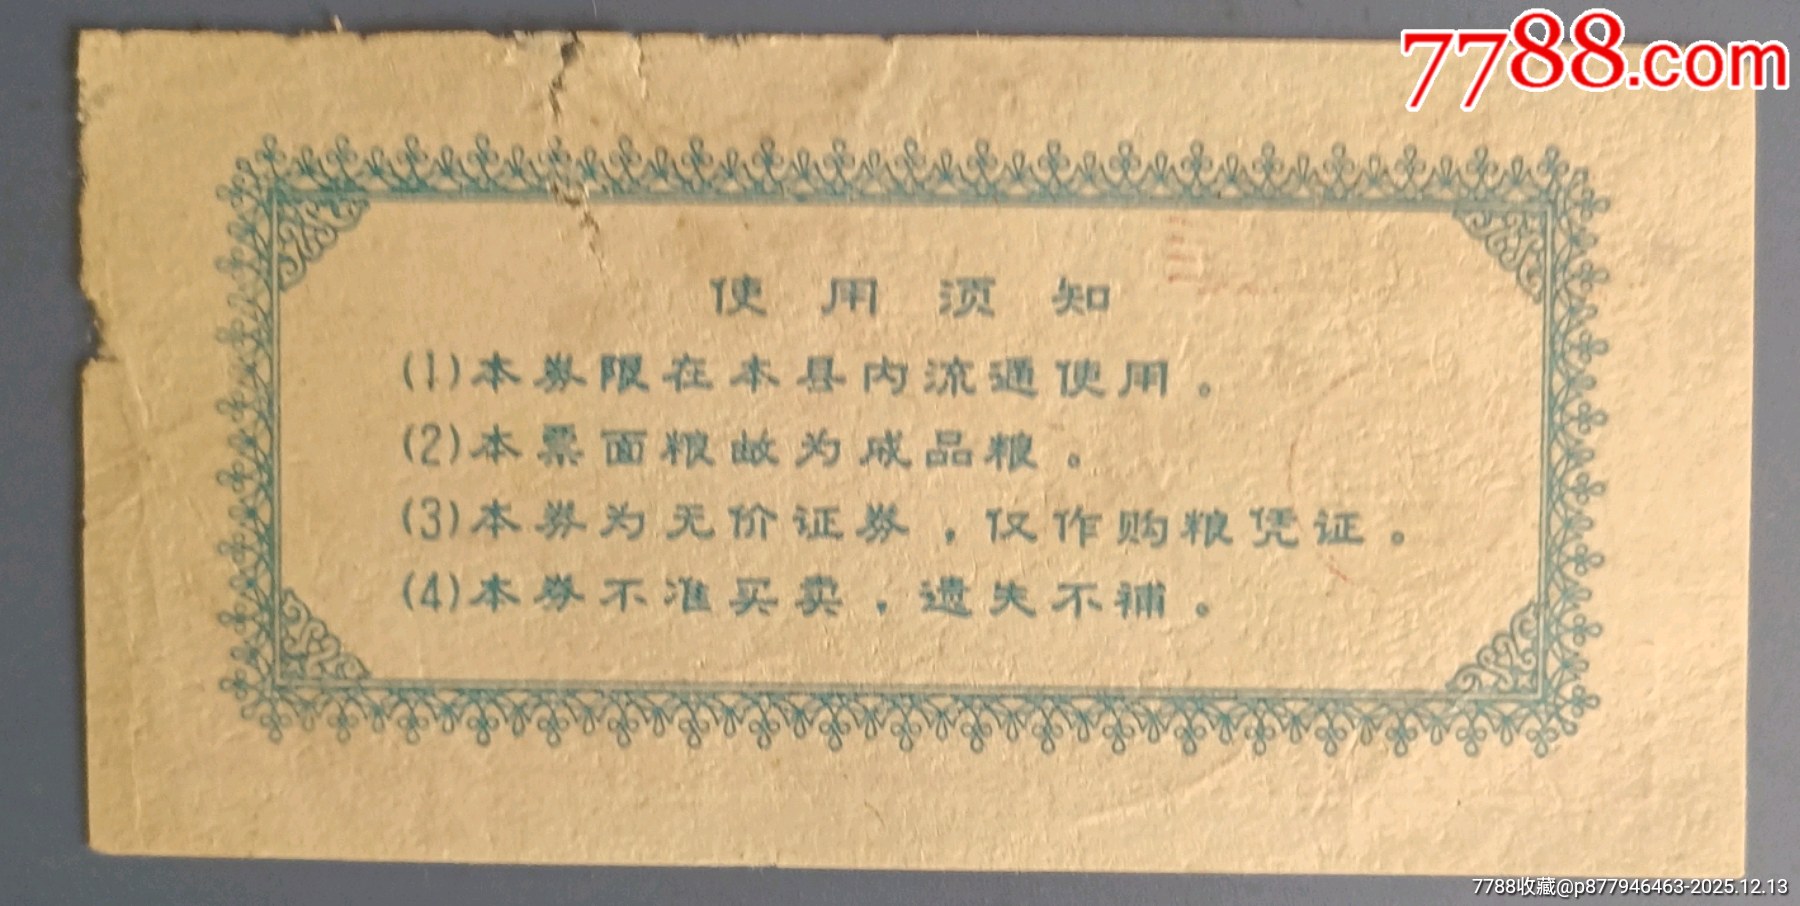 7788.com
使用须知
(1)本券限在本县内流通使用。
(2)本票面粮故为成品粮。
(3)本券为无价证券，仅作购粮凭证。
(4)本券不准买卖，遗失不补。
7788收藏@p877946463-2025.12.13